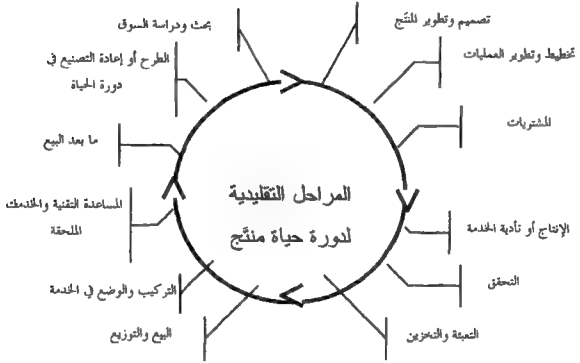 بحث ودراسة السوق
تصميم وتطوير المنتَج
تخطيط وتطوير العمليات
المشتريات
الإنتاج أو تأدية الخدمة
التحقق
التعبئة والتخزين
البيع والتوزيع
التركيب والوضع في الخدمة
المساعدة التقنية والخدمات
الملحقة
ما بعد البيع
الطرح أو إعادة التصنيع في
دورة الحياة
المراحل التقليدية
لدورة حياة منتَج